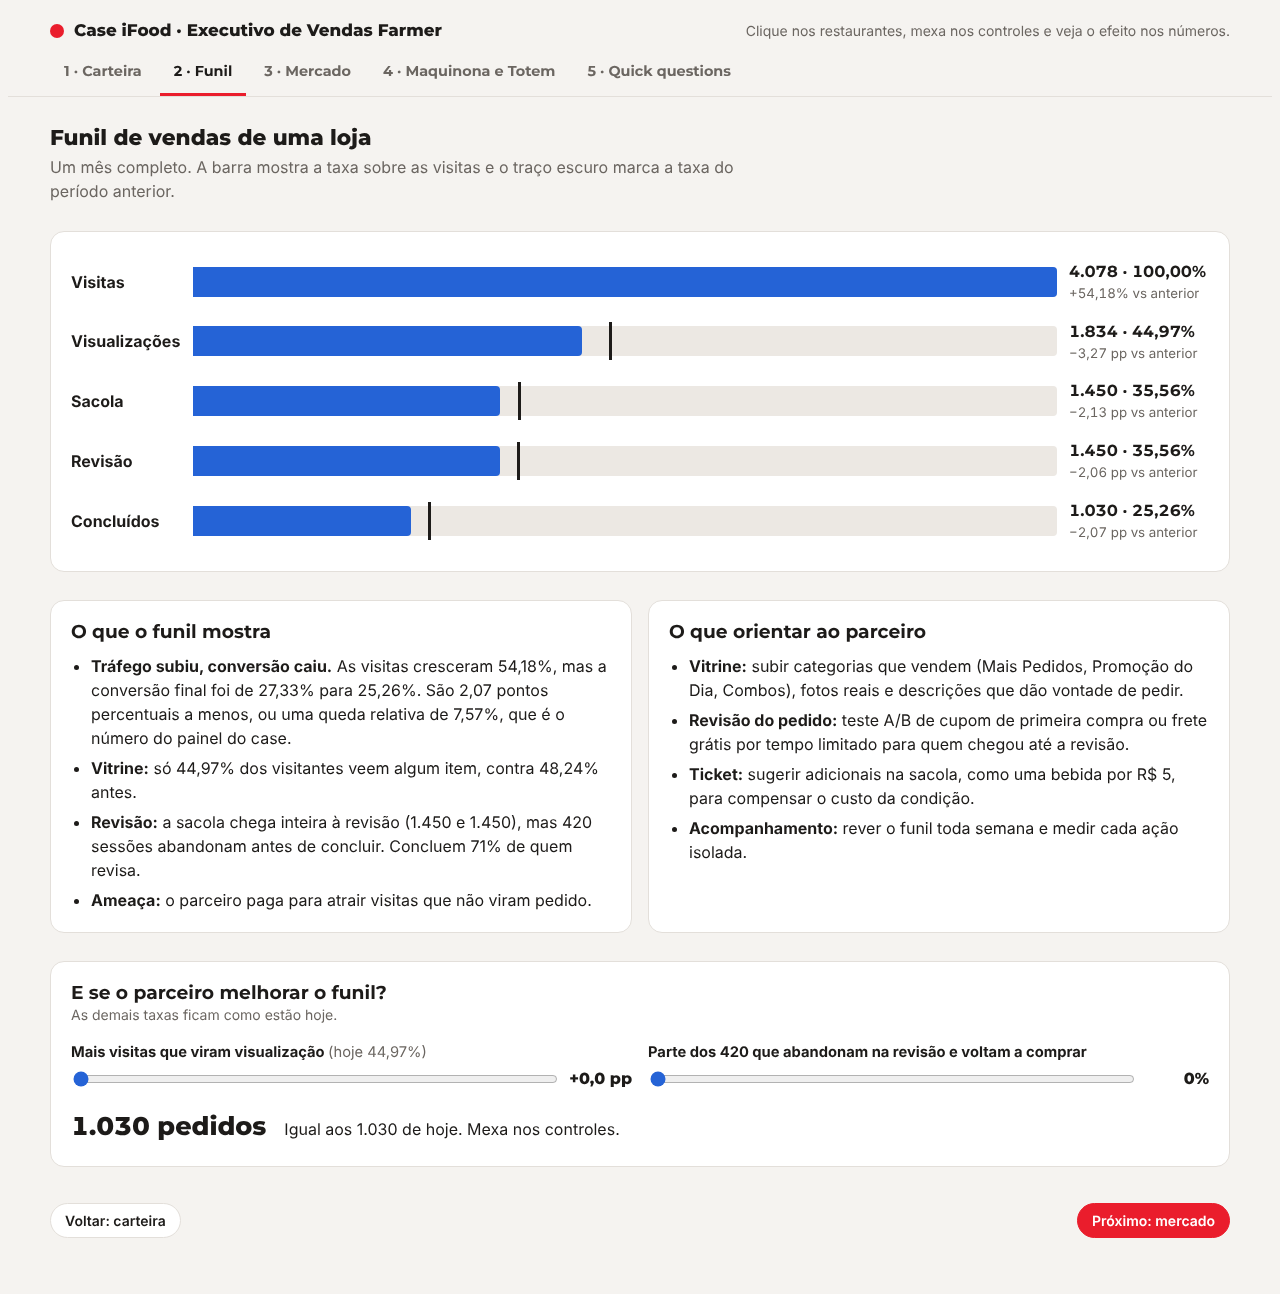 Case iFood · Executivo de Vendas Farmer
Clique nos restaurantes, mexa nos controles e veja o efeito nos números.
1 · Carteira
2 · Funil
3 · Mercado
4 · Maquinona e Totem
5 · Quick questions
Funil de vendas de uma loja
Um mês completo. A barra mostra a taxa sobre as visitas e o traço escuro marca a taxa do
período anterior.
Visitas
4.078 · 100,00%
+54,18% vs anterior
Visualizações
1.834 · 44,97%
−3,27 pp vs anterior
Sacola
1.450 · 35,56%
−2,13 pp vs anterior
Revisão
1.450 · 35,56%
−2,06 pp vs anterior
Concluídos
1.030 · 25,26%
−2,07 pp vs anterior
O que o funil mostra
• Tráfego subiu, conversão caiu. As visitas cresceram 54,18%, mas a
conversão final foi de 27,33% para 25,26%. São 2,07 pontos
percentuais a menos, ou uma queda relativa de 7,57%, que é o
número do painel do case.
• Vitrine: só 44,97% dos visitantes veem algum item, contra 48,24%
antes.
• Revisão: a sacola chega inteira à revisão (1.450 e 1.450), mas 420
sessões abandonam antes de concluir. Concluem 71% de quem
revisa.
• Ameaça: o parceiro paga para atrair visitas que não viram pedido.
O que orientar ao parceiro
• Vitrine: subir categorias que vendem (Mais Pedidos, Promoção do
Dia, Combos), fotos reais e descrições que dão vontade de pedir.
• Revisão do pedido: teste A/B de cupom de primeira compra ou frete
grátis por tempo limitado para quem chegou até a revisão.
• Ticket: sugerir adicionais na sacola, como uma bebida por R$ 5,
para compensar o custo da condição.
• Acompanhamento: rever o funil toda semana e medir cada ação
isolada.
E se o parceiro melhorar o funil?
As demais taxas ficam como estão hoje.
Mais visitas que viram visualização (hoje 44,97%)
+0,0 pp
Parte dos 420 que abandonam na revisão e voltam a comprar
0%
1.030 pedidos
Igual aos 1.030 de hoje. Mexa nos controles.
Voltar: carteira
Próximo: mercado